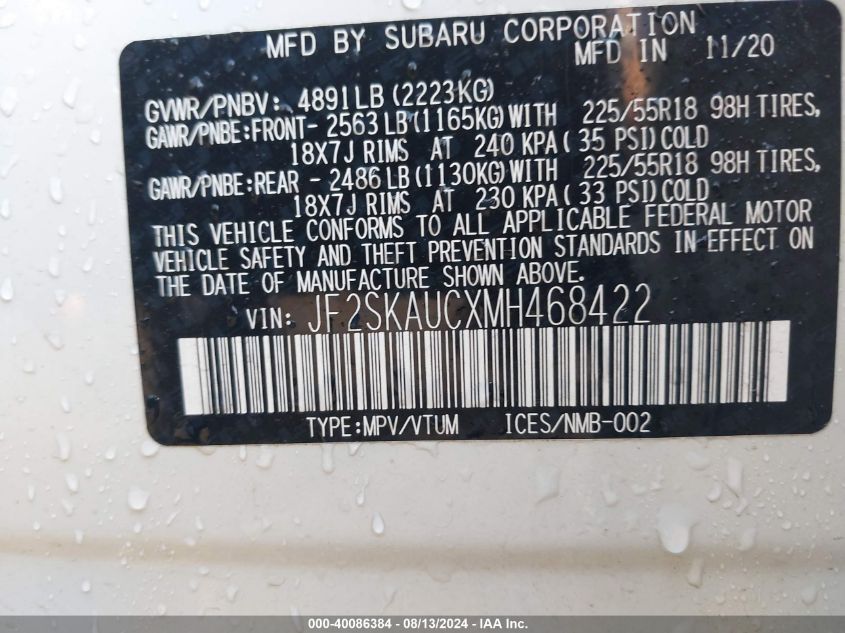 MFD BY SUBARU CORPORATION
MFD IN 11/20
GVWR/PNBV: 4891LB(2223KG)
GAWR/PNBE:FRONT- 2563LB(1165KG)WITH 225/55R18 98H TIRES,
18X7J RIMS AT 240 KPA( 35 PSI)COLD
GAWR/PNBE:REAR - 2486LB(1130KG)WITH 225/55R18 98H TIRES,
18X7J RIMS AT 230 KPA( 33 PSI)COLD
THIS VEHICLE CONFORMS TO ALL APPLICABLE FEDERAL MOTOR
VEHICLE SAFETY AND THEFT PREVENTION STANDARDS IN EFFECT ON
THE DATE OF MANUFACTURE SHOWN ABOVE.
VIN: JF2SKAUCXMH468422
TYPE:MPV/VTUM ICES/NMB-002
000-40086384 - 08/13/2024 - IAA Inc.